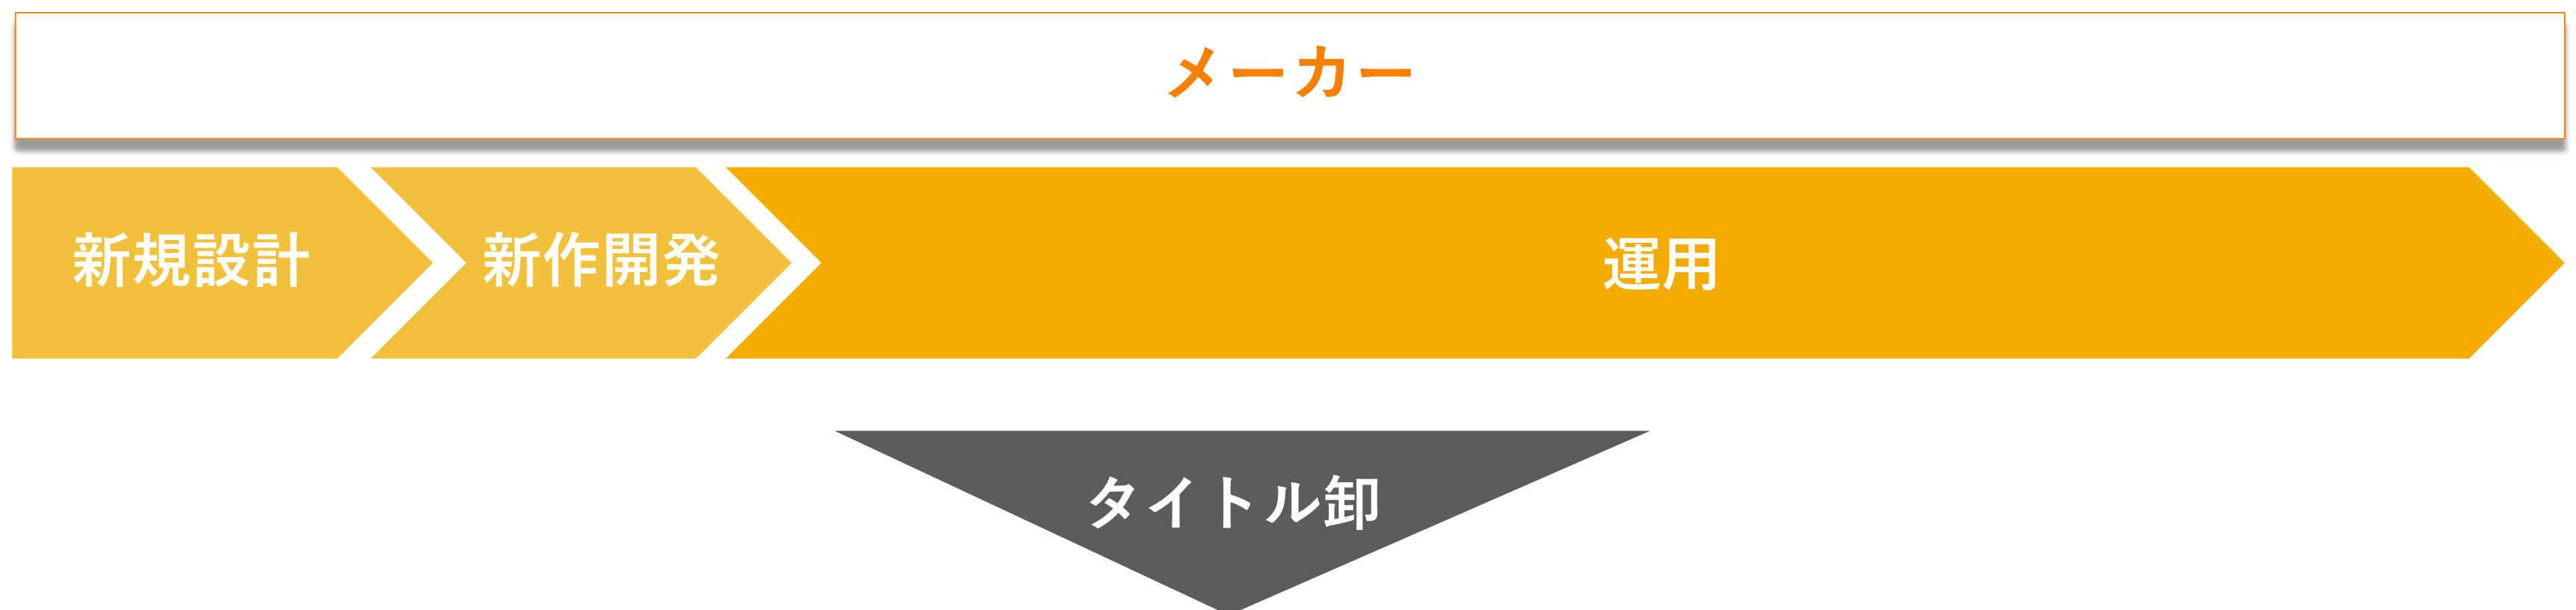 メーカー
新規設計
新作開発
運用
タイトル卸